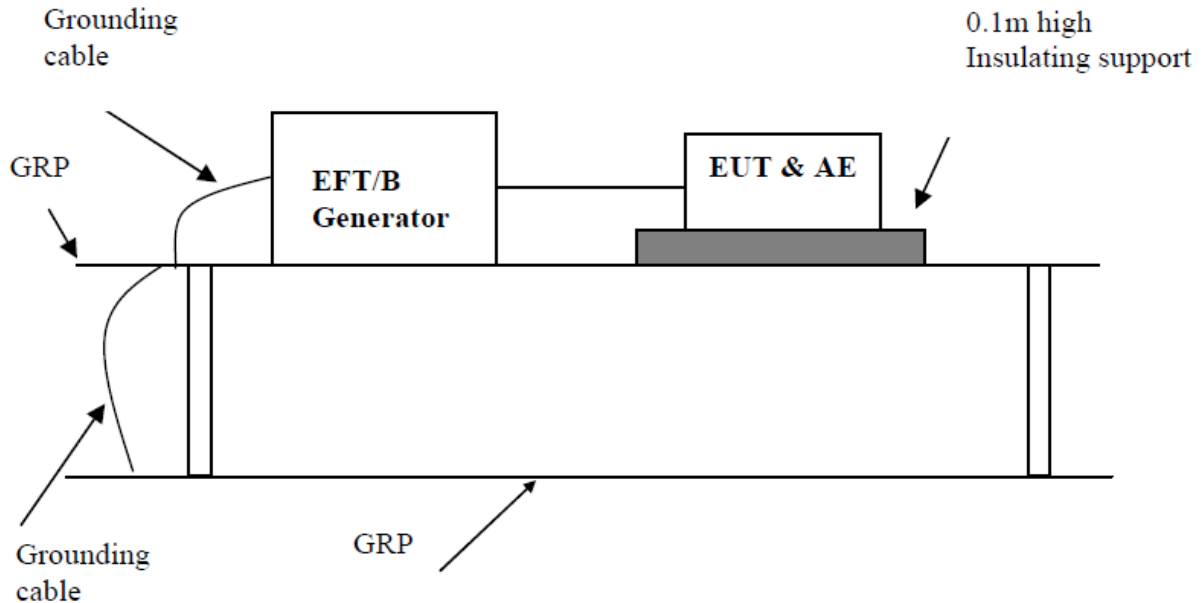 Grounding
cable
0.1m high
Insulating support
GRP
EFT/B
Generator
EUT & AE
Grounding
cable
GRP